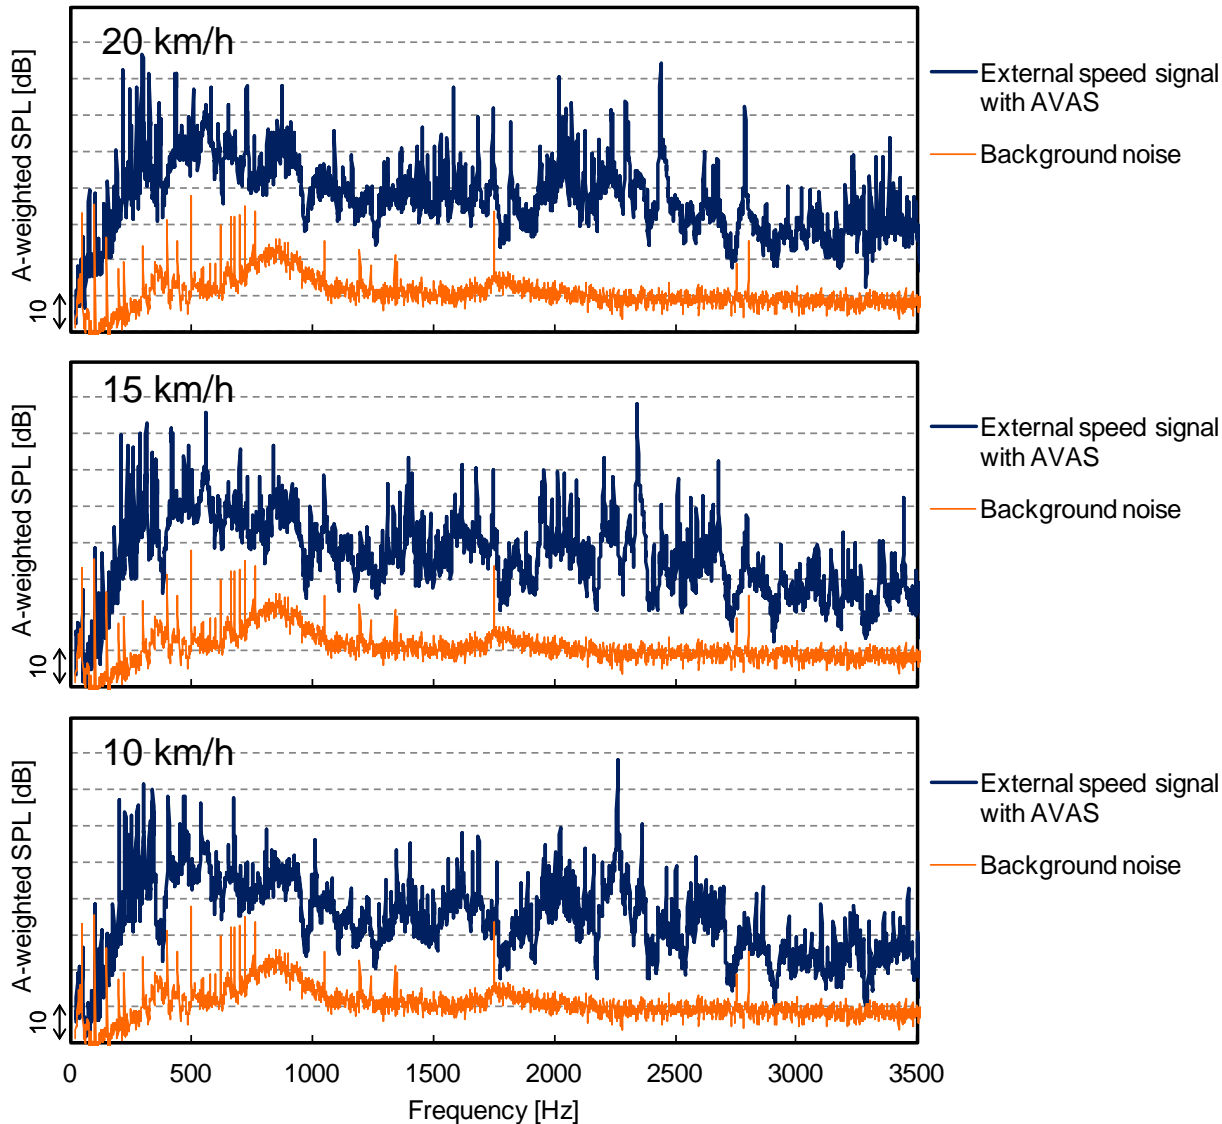 20 km/h
A-weighted SPL [dB]
10
External speed signal
with AVAS
Background noise
15 km/h
A-weighted SPL [dB]
10
External speed signal
with AVAS
Background noise
10 km/h
A-weighted SPL [dB]
10
External speed signal
with AVAS
Background noise
0 500 1000 1500 2000 2500 3000 3500
Frequency [Hz]